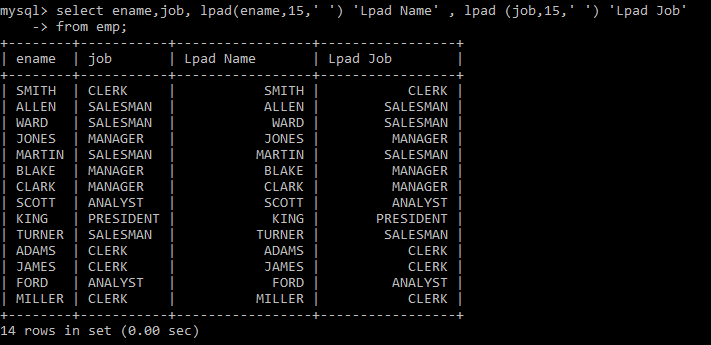 mysql> select ename,job, lpad(ename,15,' ') 'Lpad Name' , lpad (job,15,' ') 'Lpad Job'
    -> from emp;
+--------+-----------+-----------------+-----------------+
| ename  | job       | Lpad Name       | Lpad Job        |
+--------+-----------+-----------------+-----------------+
| SMITH  | CLERK     |           SMITH |           CLERK |
| ALLEN  | SALESMAN  |           ALLEN |        SALESMAN |
| WARD   | SALESMAN  |            WARD |        SALESMAN |
| JONES  | MANAGER   |           JONES |         MANAGER |
| MARTIN | SALESMAN  |          MARTIN |        SALESMAN |
| BLAKE  | MANAGER   |           BLAKE |         MANAGER |
| CLARK  | MANAGER   |           CLARK |         MANAGER |
| SCOTT  | ANALYST   |           SCOTT |         ANALYST |
| KING   | PRESIDENT |            KING |       PRESIDENT |
| TURNER | SALESMAN  |          TURNER |        SALESMAN |
| ADAMS  | CLERK     |           ADAMS |           CLERK |
| JAMES  | CLERK     |           JAMES |           CLERK |
| FORD   | ANALYST   |            FORD |         ANALYST |
| MILLER | CLERK     |          MILLER |           CLERK |
+--------+-----------+-----------------+-----------------+
14 rows in set (0.00 sec)